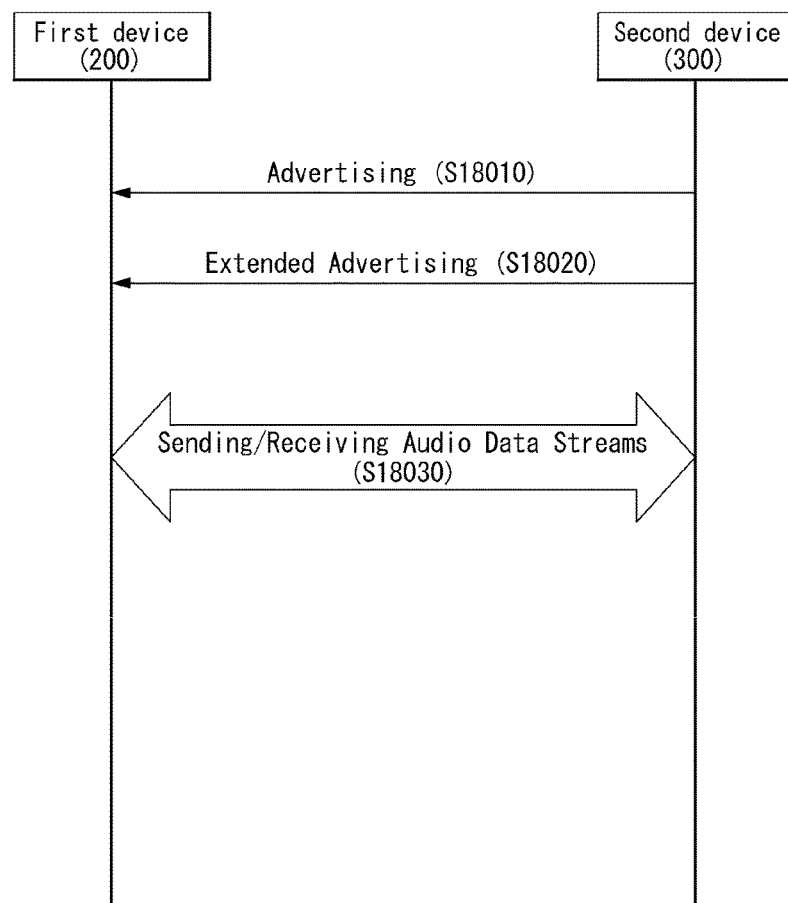 First device
(200)
Second device
(300)
Advertising (S18010)
Extended Advertising (S18020)
Sending/Receiving Audio Data Streams
(S18030)